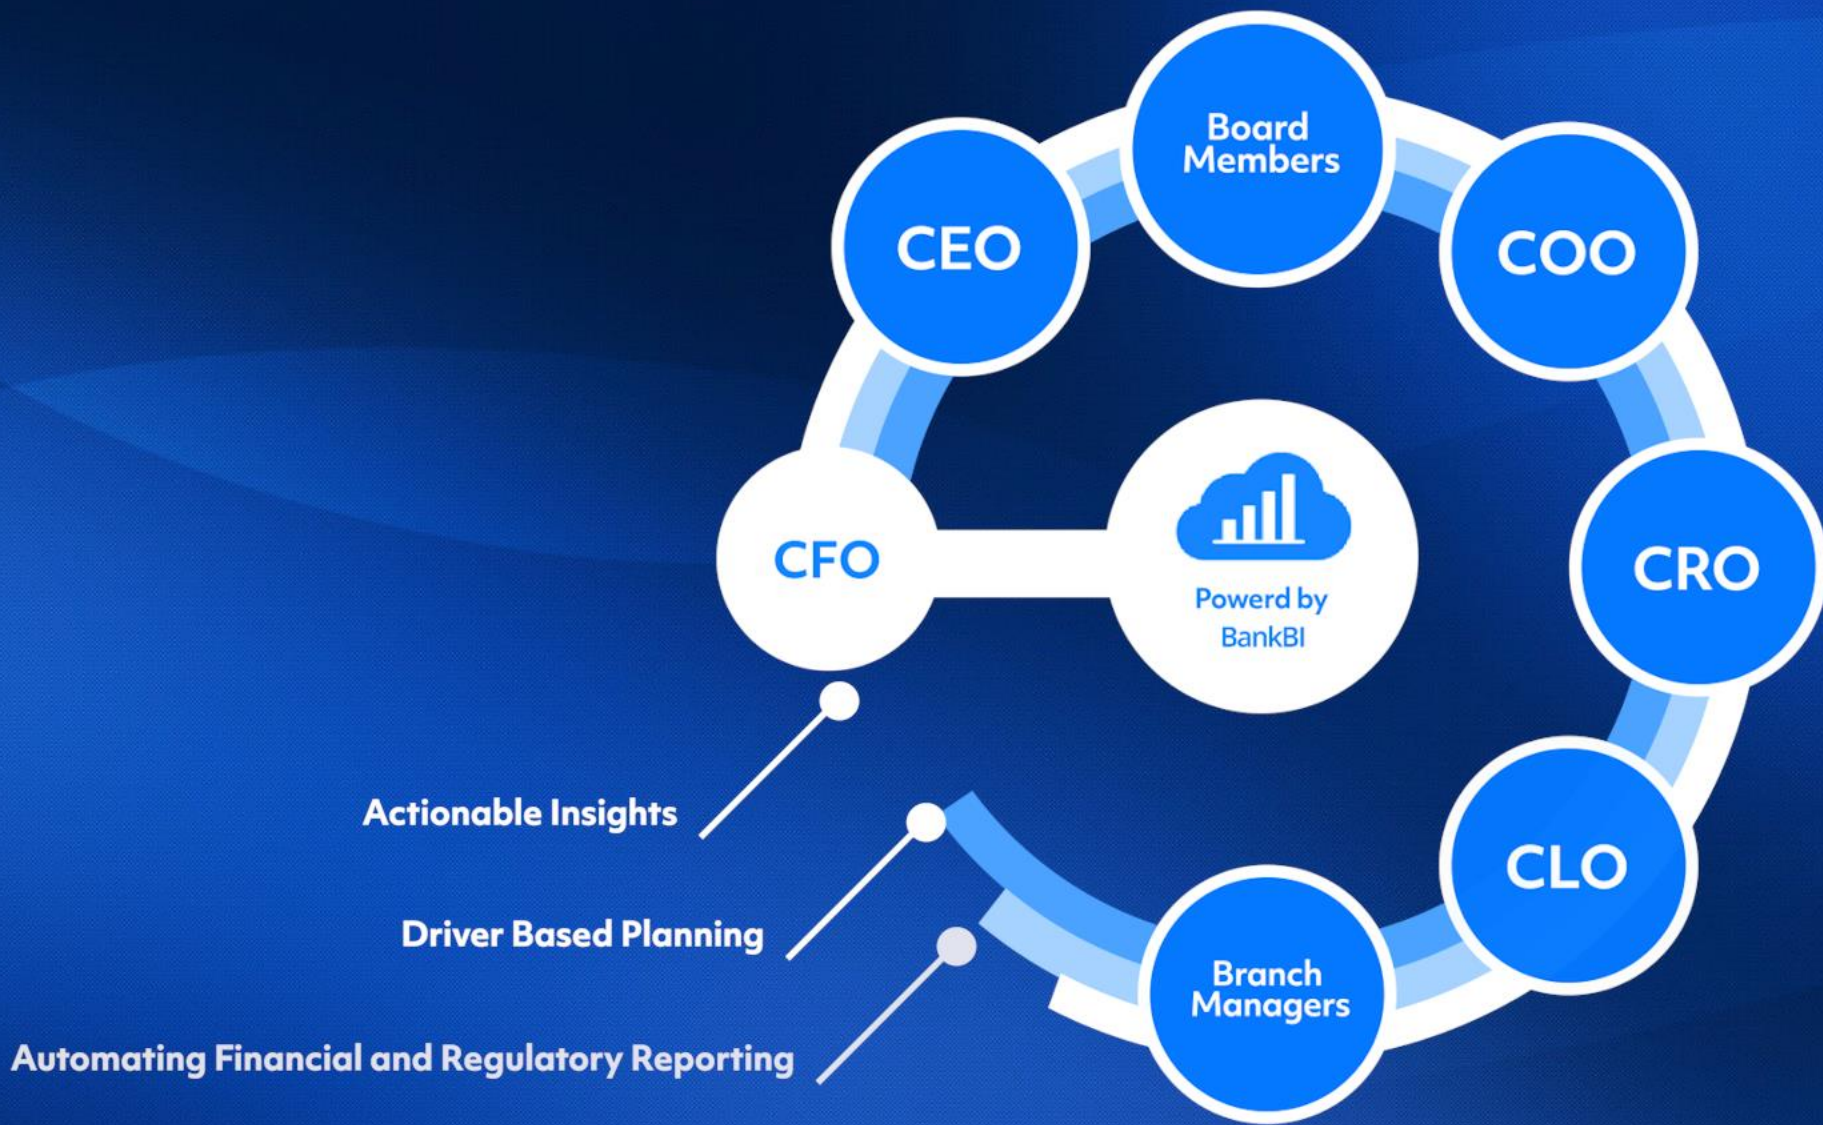 Board
Members
CEO
COO
CFO
Powerd by
BankBI
CRO
Actionable Insights
CLO
Driver Based Planning
Branch
Managers
Automating Financial and Regulatory Reporting